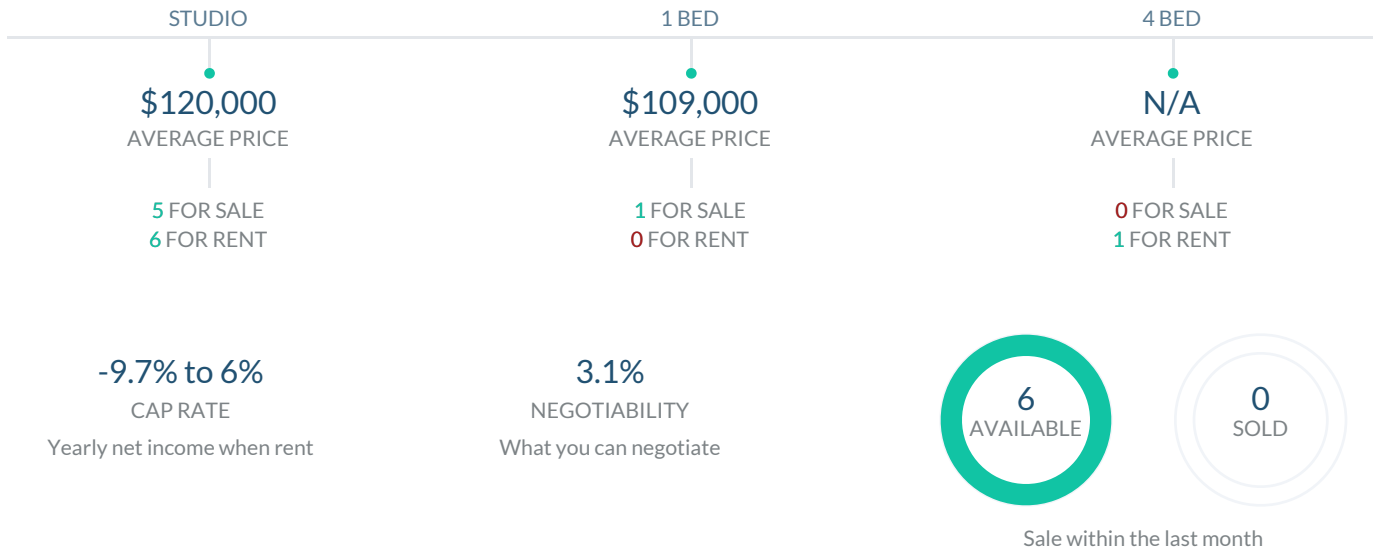 STUDIO
1 BED
4 BED
$120,000
AVERAGE PRICE
5 FOR SALE
6 FOR RENT
$109,000
AVERAGE PRICE
1 FOR SALE
0 FOR RENT
N/A
AVERAGE PRICE
0 FOR SALE
1 FOR RENT
-9.7% to 6%
CAP RATE
Yearly net income when rent
3.1%
NEGOTIABILITY
What you can negotiate
6
AVAILABLE
0
SOLD
Sale within the last month